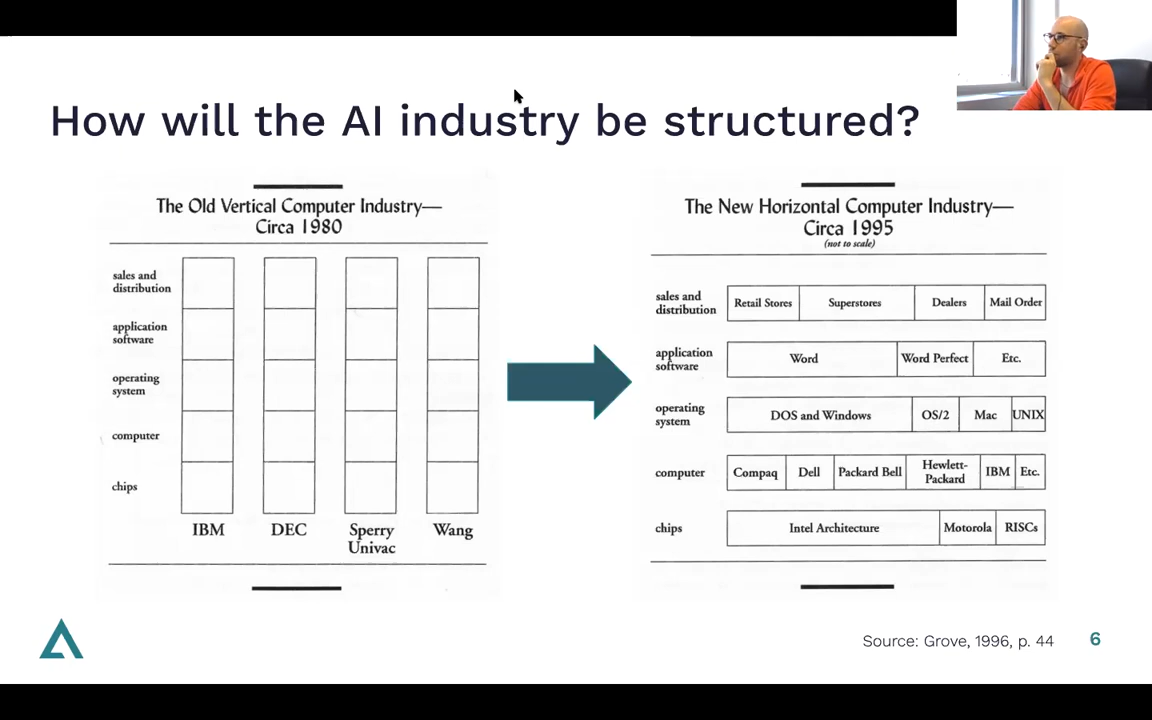 How will the AI industry be structured?
The Old Vertical Computer Industry—
Circa 1980
sales and
distribution
application
software
operating
system
computer
chips
IBM
DEC
Sperry
Univac
Wang
The New Horizontal Computer Industry—
Circa 1995
(not to scale)
sales and
distribution
Retail Stores
Superstores
Dealers
Mail Order
application
software
Word
Word Perfect
Etc.
operating
system
DOS and Windows
OS/2
Mac
UNIX
computer
Compaq
Dell
Packard Bell
Hewlett-
Packard
IBM
Etc.
chips
Intel Architecture
Motorola
RISCs
Source: Grove, 1996, p. 44
6